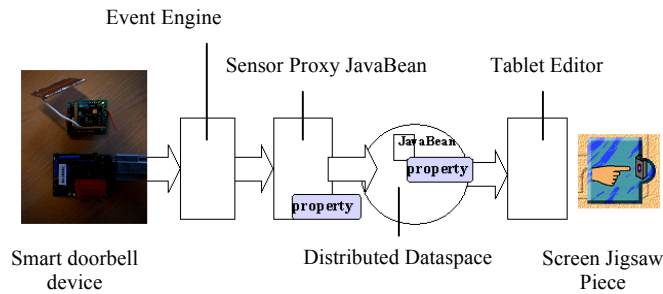 Event Engine
Sensor Proxy JavaBean
Tablet Editor
JavaBean
property
property
Distributed Dataspace
Smart doorbell
device
Screen Jigsaw
Piece